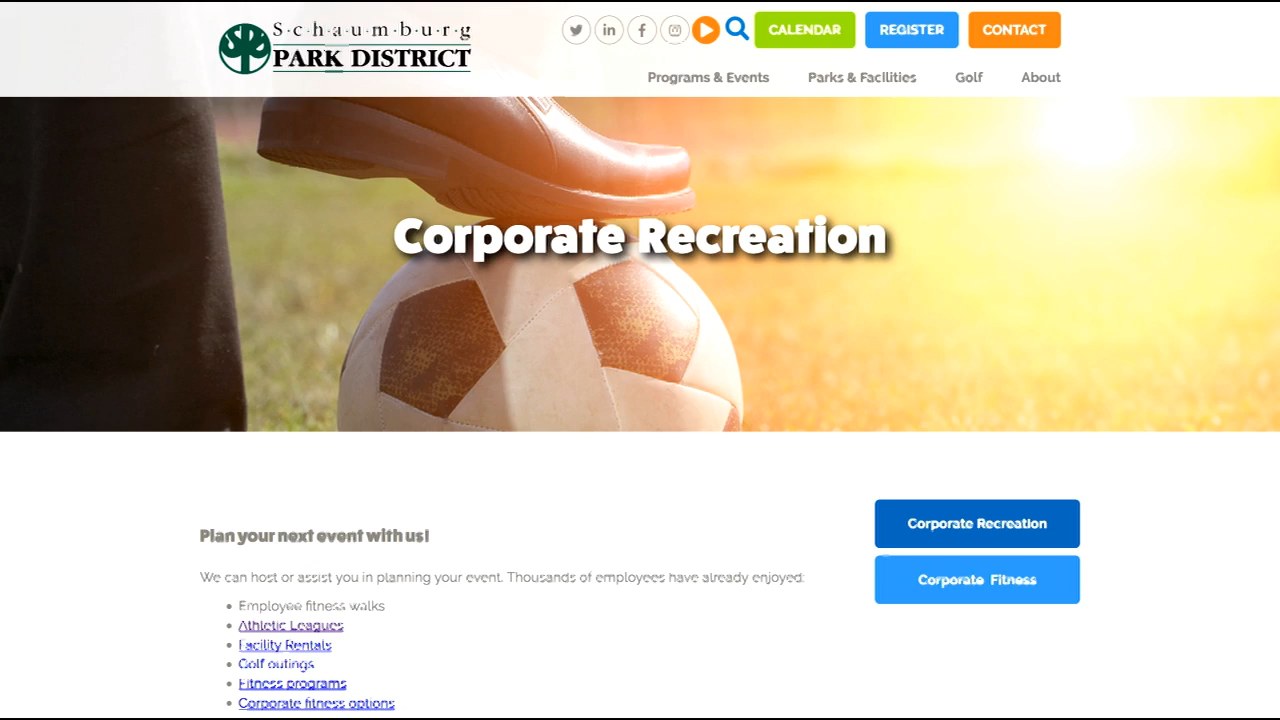 S·c·h·a·u·m·b·u·r·g
PARK DISTRICT
CALENDAR
REGISTER
CONTACT
Programs & Events
Parks & Facilities
Golf
About
Corporate Recreation
Plan your next event with us!
We can host or assist you in planning your event. Thousands of employees have already enjoyed:
Employee fitness walks
Athletic Leagues
Facility Rentals
Golf outings
Fitness programs
Corporate fitness options
Corporate Recreation
Corporate Fitness